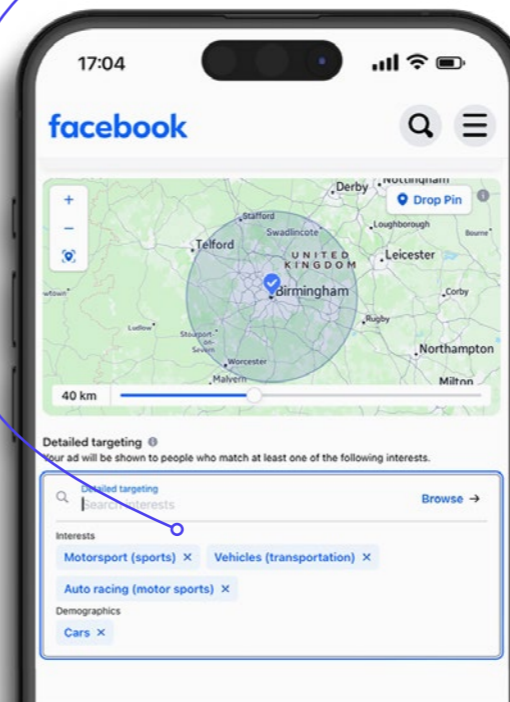 17:04
facebook
Derby
Nottingham
Drop Pin
Stafford
Swadlincote
Loughborough
Bourne
Telford
UNITED
KINGDOM
Leicester
Birmingham
Corby
Ludlow
Stourport-
on-
Severn
Rugby
Northampton
Worcester
Malvern
Milton
40 km
Detailed targeting
Your ad will be shown to people who match at least one of the following interests.
Detailed targeting
Search interests
Browse →
Interests
Motorsport (sports) × Vehicles (transportation) ×
Auto racing (motor sports) ×
Demographics
Cars ×